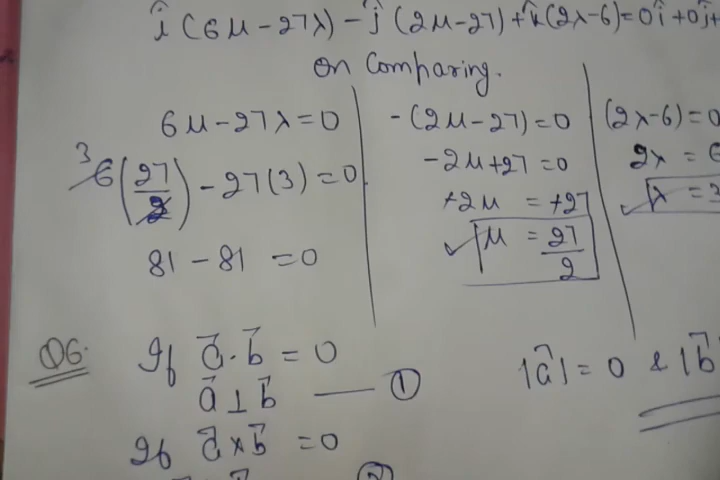 î (6μ - 27λ) - ĵ (2μ - 27) + k̂ (2λ - 6) = 0î + 0ĵ +
on Comparing.
6μ - 27λ = 0
3
6(27/2) - 27(3) = 0
81 - 81 = 0
-(2μ - 27) = 0
-2μ + 27 = 0
+2μ = +27
✓ μ = 27/2
(2λ - 6) = 0
2λ = 6
✓ λ = 3
Q6. If a⃗ · b⃗ = 0
a⃗ ⊥ b⃗ — ①
If a⃗ × b⃗ = 0
②
|a⃗| = 0 & |b⃗